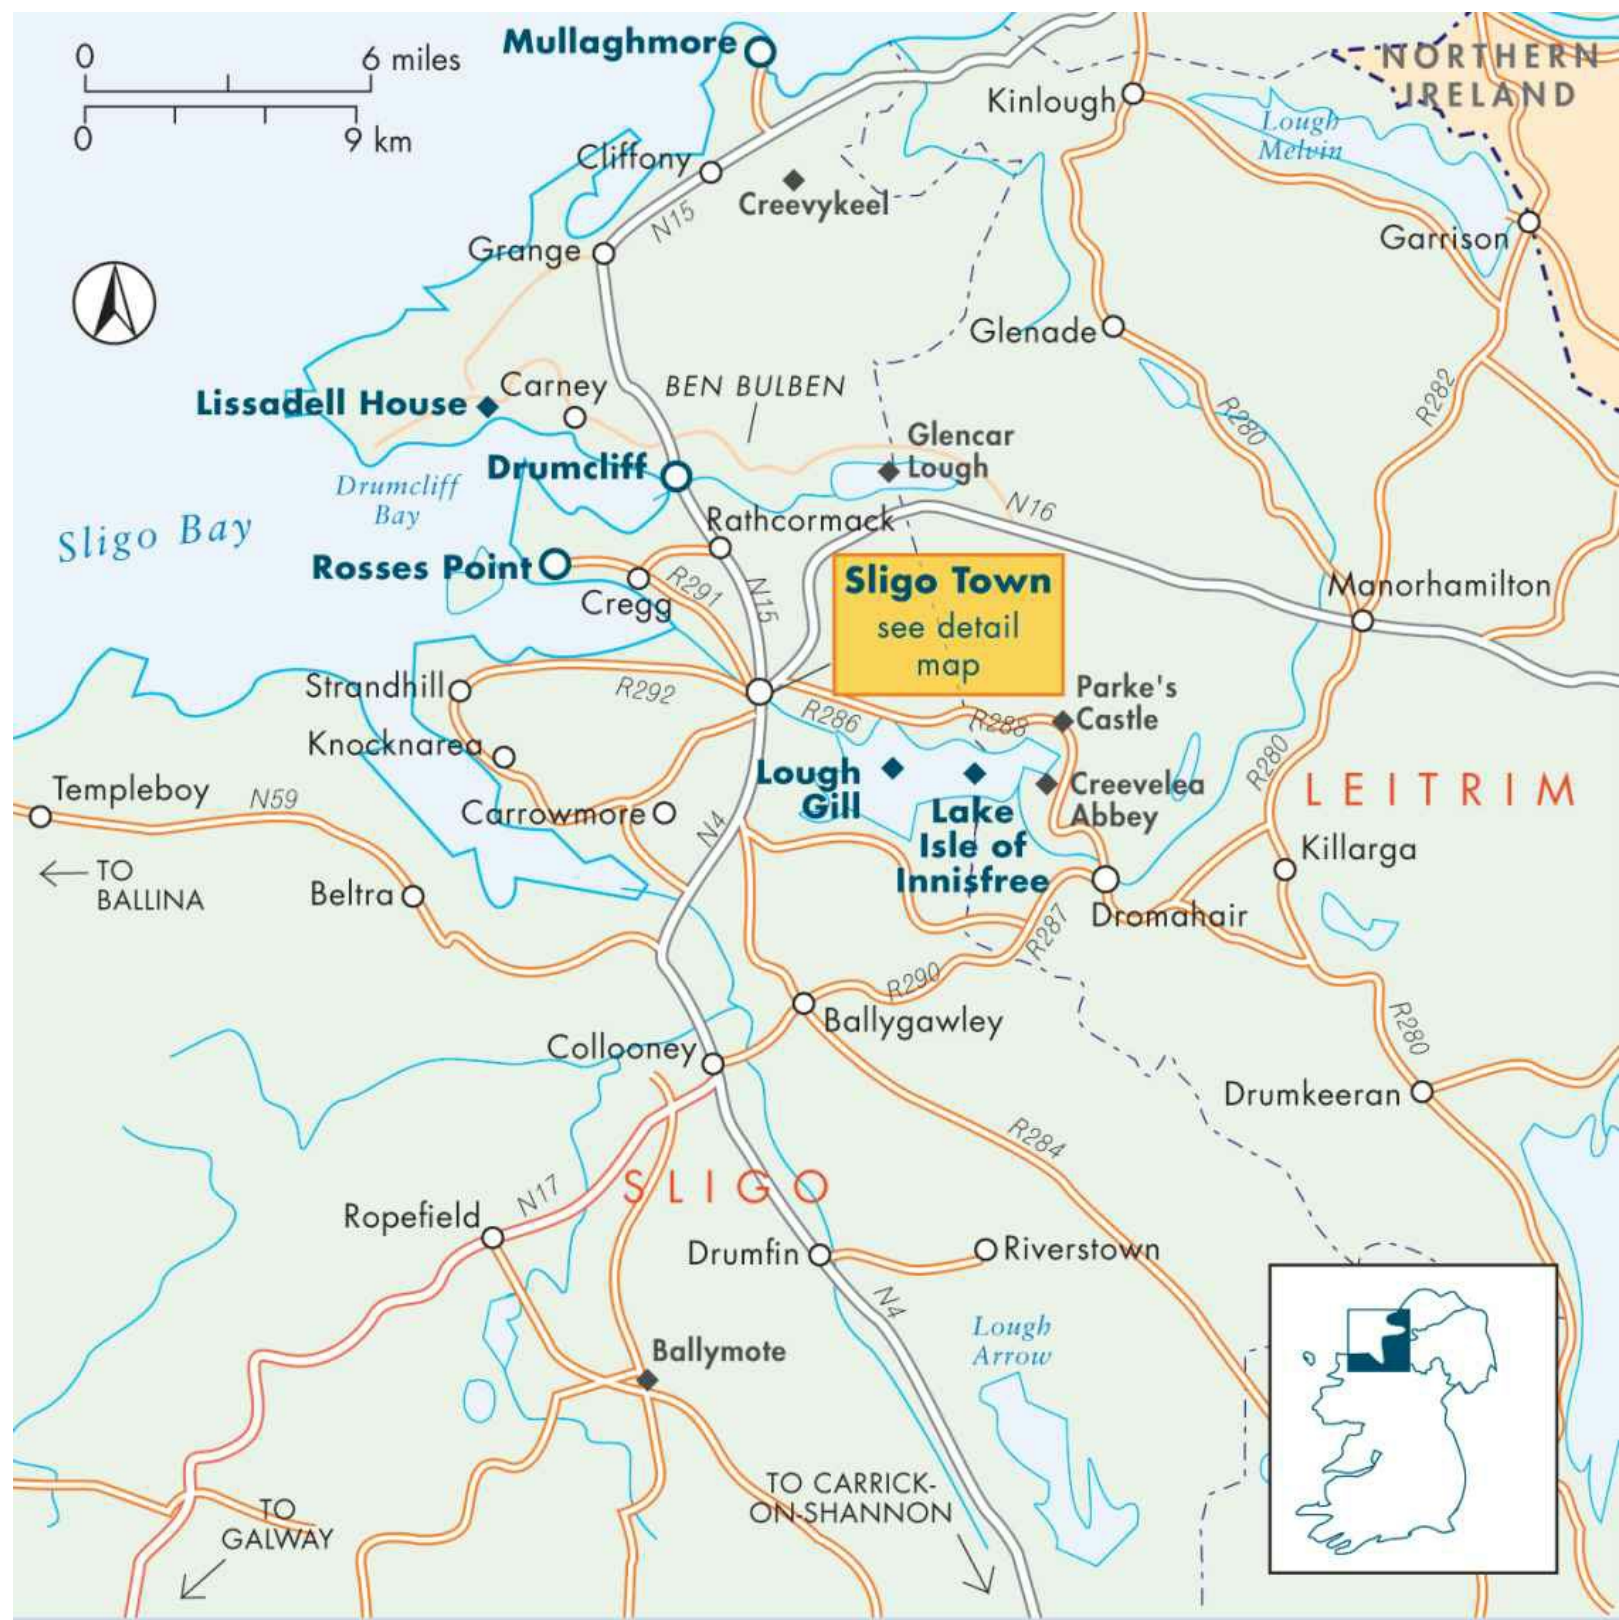 0
6 miles
0
9 km
Mullaghmore
Kinlough
NORTHERN
IRELAND
Lough
Melvin
Cliffony
Creevykeel
N15
Grange
Garrison
Glenade
Carney
BEN BULBEN
Lissadell House
R280
R282
Glencar
Lough
Drumcliff
Drumcliff
Bay
Sligo Bay
Rathcormack
N16
Rosses Point
R291
N15
Cregg
Sligo Town
see detail
map
Manorhamilton
Strandhill
R292
R286
R288
Parke's
Castle
Knocknarea
Lough
Gill
Lake
Isle of
Innisfree
Creevelea
Abbey
R280
LEITRIM
Templeboy
N59
Carrowmore
N4
Killarga
TO
BALLINA
Beltra
Dromahair
R287
R290
Ballygawley
R280
Collooney
Drumkeeran
R284
SLIGO
N17
Ropefield
Drumfin
Riverstown
N4
Lough
Arrow
Ballymote
TO CARRICK-
ON-SHANNON
TO
GALWAY